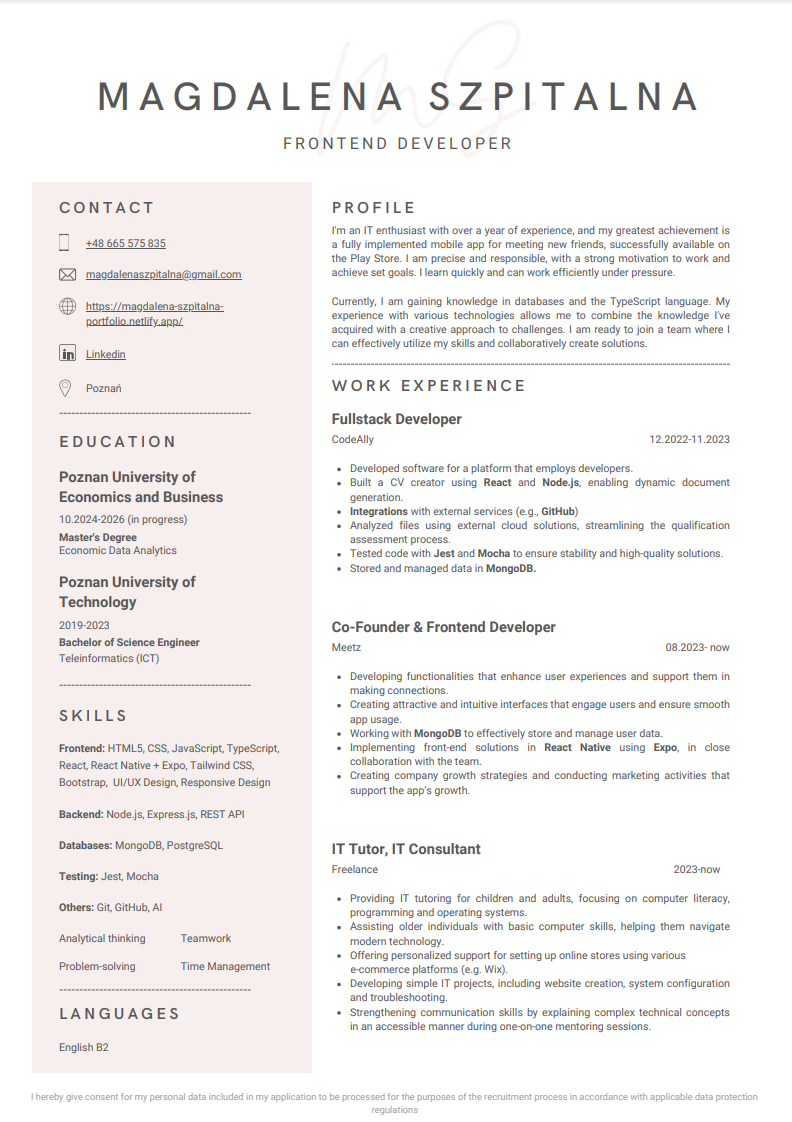 MAGDALENA SZPITALNA
FRONTEND DEVELOPER
CONTACT
+48 665 575 835
magdalenaszpitalna@gmail.com
https://magdalena-szpitalna-
portfolio.netlify.app/
Linkedin
Poznań
EDUCATION
Poznan University of
Economics and Business
10.2024-2026 (in progress)
Master's Degree
Economic Data Analytics
Poznan University of
Technology
2019-2023
Bachelor of Science Engineer
Teleinformatics (ICT)
SKILLS
Frontend: HTML5, CSS, JavaScript, TypeScript,
React, React Native + Expo, Tailwind CSS,
Bootstrap, UI/UX Design, Responsive Design
Backend: Node.js, Express.js, REST API
Databases: MongoDB, PostgreSQL
Testing: Jest, Mocha
Others: Git, GitHub, AI
Analytical thinking Teamwork
Problem-solving Time Management
LANGUAGES
English B2
PROFILE
I'm an IT enthusiast with over a year of experience, and my greatest achievement is
a fully implemented mobile app for meeting new friends, successfully available on
the Play Store. I am precise and responsible, with a strong motivation to work and
achieve set goals. I learn quickly and can work efficiently under pressure.
Currently, I am gaining knowledge in databases and the TypeScript language. My
experience with various technologies allows me to combine the knowledge I've
acquired with a creative approach to challenges. I am ready to join a team where I
can effectively utilize my skills and collaboratively create solutions.
WORK EXPERIENCE
Fullstack Developer
CodeAlly 12.2022-11.2023
• Developed software for a platform that employs developers.
• Built a CV creator using React and Node.js, enabling dynamic document
generation.
• Integrations with external services (e.g., GitHub)
• Analyzed files using external cloud solutions, streamlining the qualification
assessment process.
• Tested code with Jest and Mocha to ensure stability and high-quality solutions.
• Stored and managed data in MongoDB.
Co-Founder & Frontend Developer
Meetz 08.2023- now
• Developing functionalities that enhance user experiences and support them in
making connections.
• Creating attractive and intuitive interfaces that engage users and ensure smooth
app usage.
• Working with MongoDB to effectively store and manage user data.
• Implementing front-end solutions in React Native using Expo, in close
collaboration with the team.
• Creating company growth strategies and conducting marketing activities that
support the app's growth.
IT Tutor, IT Consultant
Freelance 2023-now
• Providing IT tutoring for children and adults, focusing on computer literacy,
programming and operating systems.
• Assisting older individuals with basic computer skills, helping them navigate
modern technology.
• Offering personalized support for setting up online stores using various
e-commerce platforms (e.g. Wix).
• Developing simple IT projects, including website creation, system configuration
and troubleshooting.
• Strengthening communication skills by explaining complex technical concepts
in an accessible manner during one-on-one mentoring sessions.
I hereby give consent for my personal data included in my application to be processed for the purposes of the recruitment process in accordance with applicable data protection
regulations